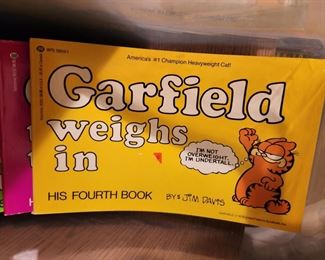 America's #1 Champion Heavyweight Cat!
Garfield
weighs
in
I'M NOT
OVERWEIGHT,
I'M UNDERTALL.
HIS FOURTH BOOK
BY: JIM DAVIS